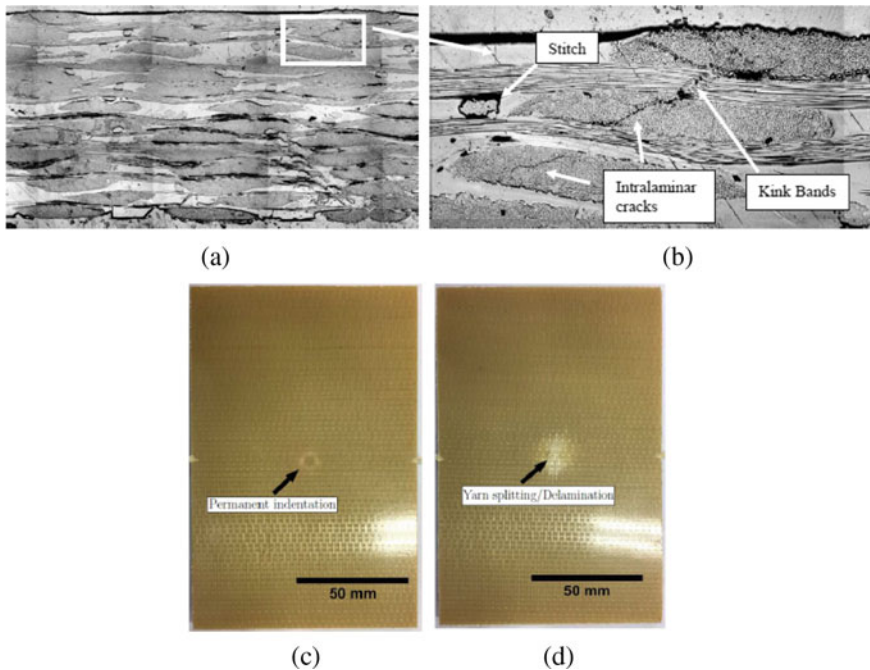 Stitch
Intralaminar
cracks
Kink Bands
(a)
(b)
Permanent indentation
50 mm
(c)
Yarn splitting/Delamination
50 mm
(d)